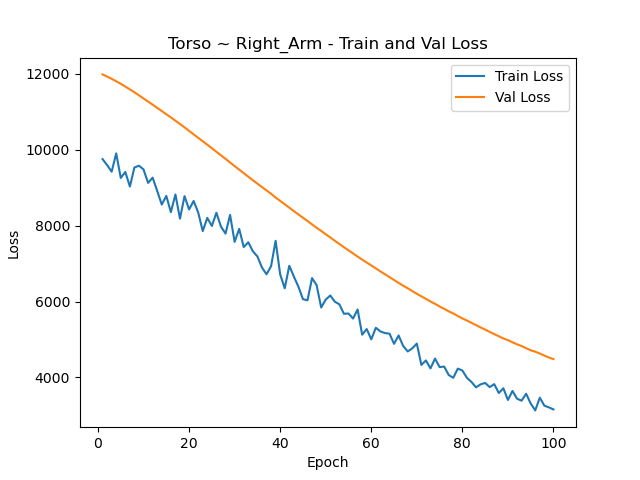 Torso ~ Right_Arm - Train and Val Loss
Train Loss
Val Loss
12000
10000
8000
6000
4000
Loss
0
20
40
60
80
100
Epoch